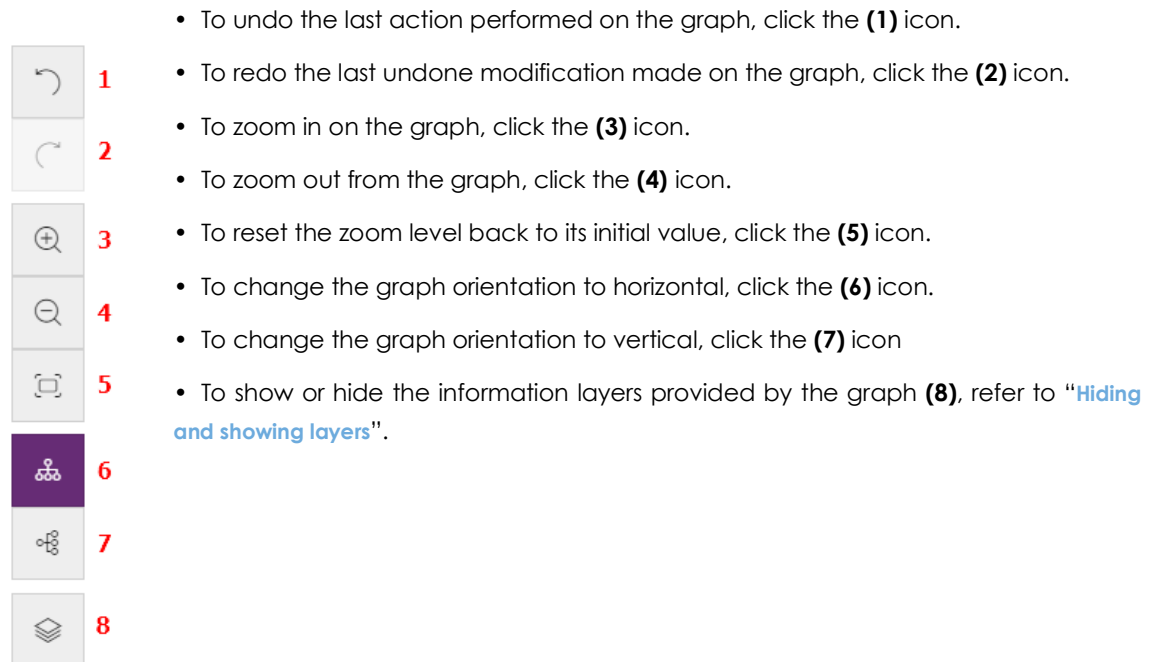 • To undo the last action performed on the graph, click the (1) icon.
1
• To redo the last undone modification made on the graph, click the (2) icon.
2
• To zoom in on the graph, click the (3) icon.
• To zoom out from the graph, click the (4) icon.
3
• To reset the zoom level back to its initial value, click the (5) icon.
• To change the graph orientation to horizontal, click the (6) icon.
4
• To change the graph orientation to vertical, click the (7) icon
5
• To show or hide the information layers provided by the graph (8), refer to “Hiding
and showing layers”.
6
7
8